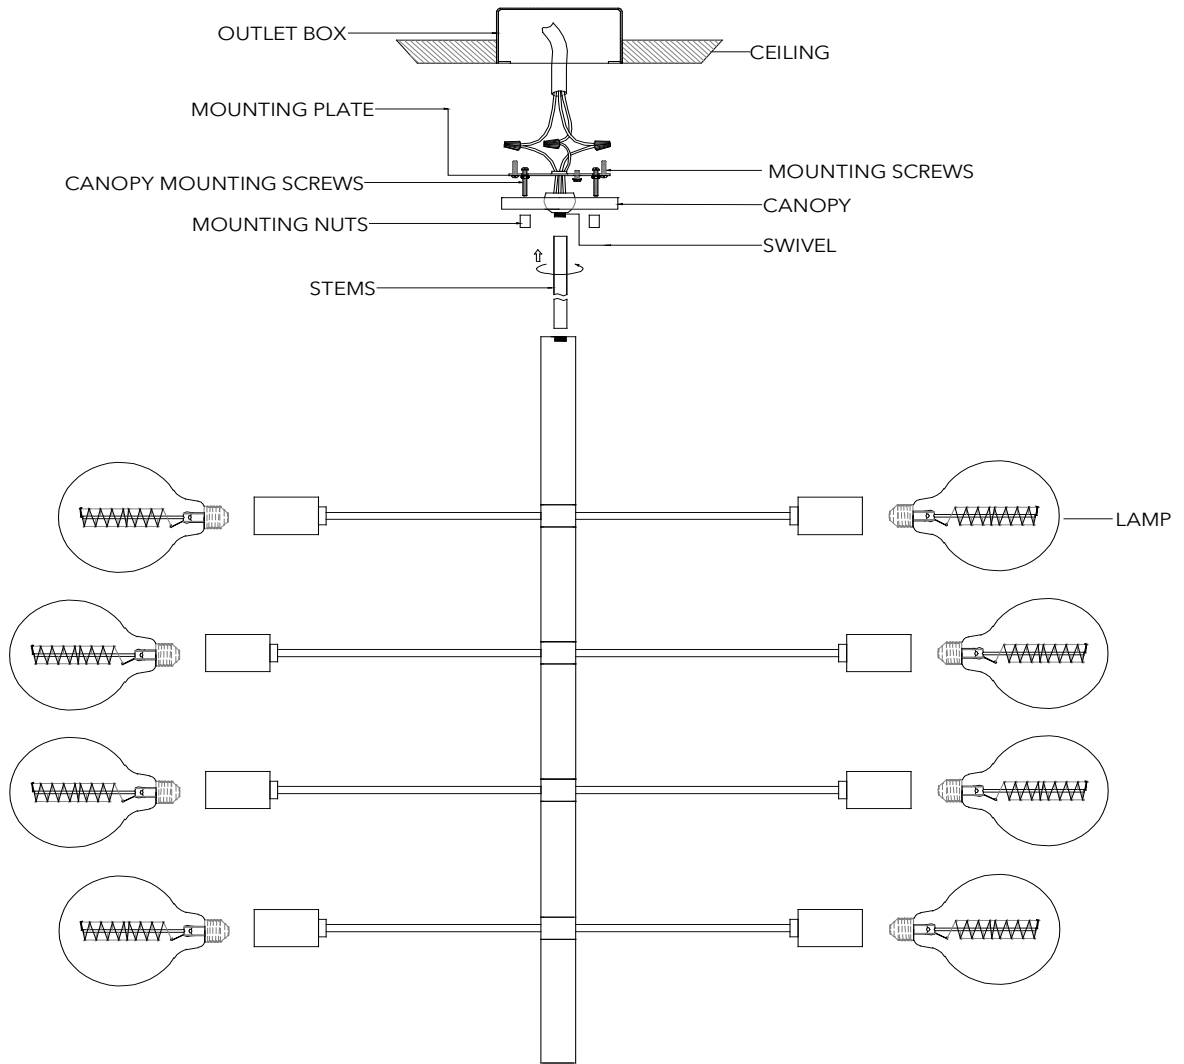 OUTLET BOX
CEILING
MOUNTING PLATE
MOUNTING SCREWS
CANOPY MOUNTING SCREWS
CANOPY
MOUNTING NUTS
SWIVEL
STEMS
LAMP